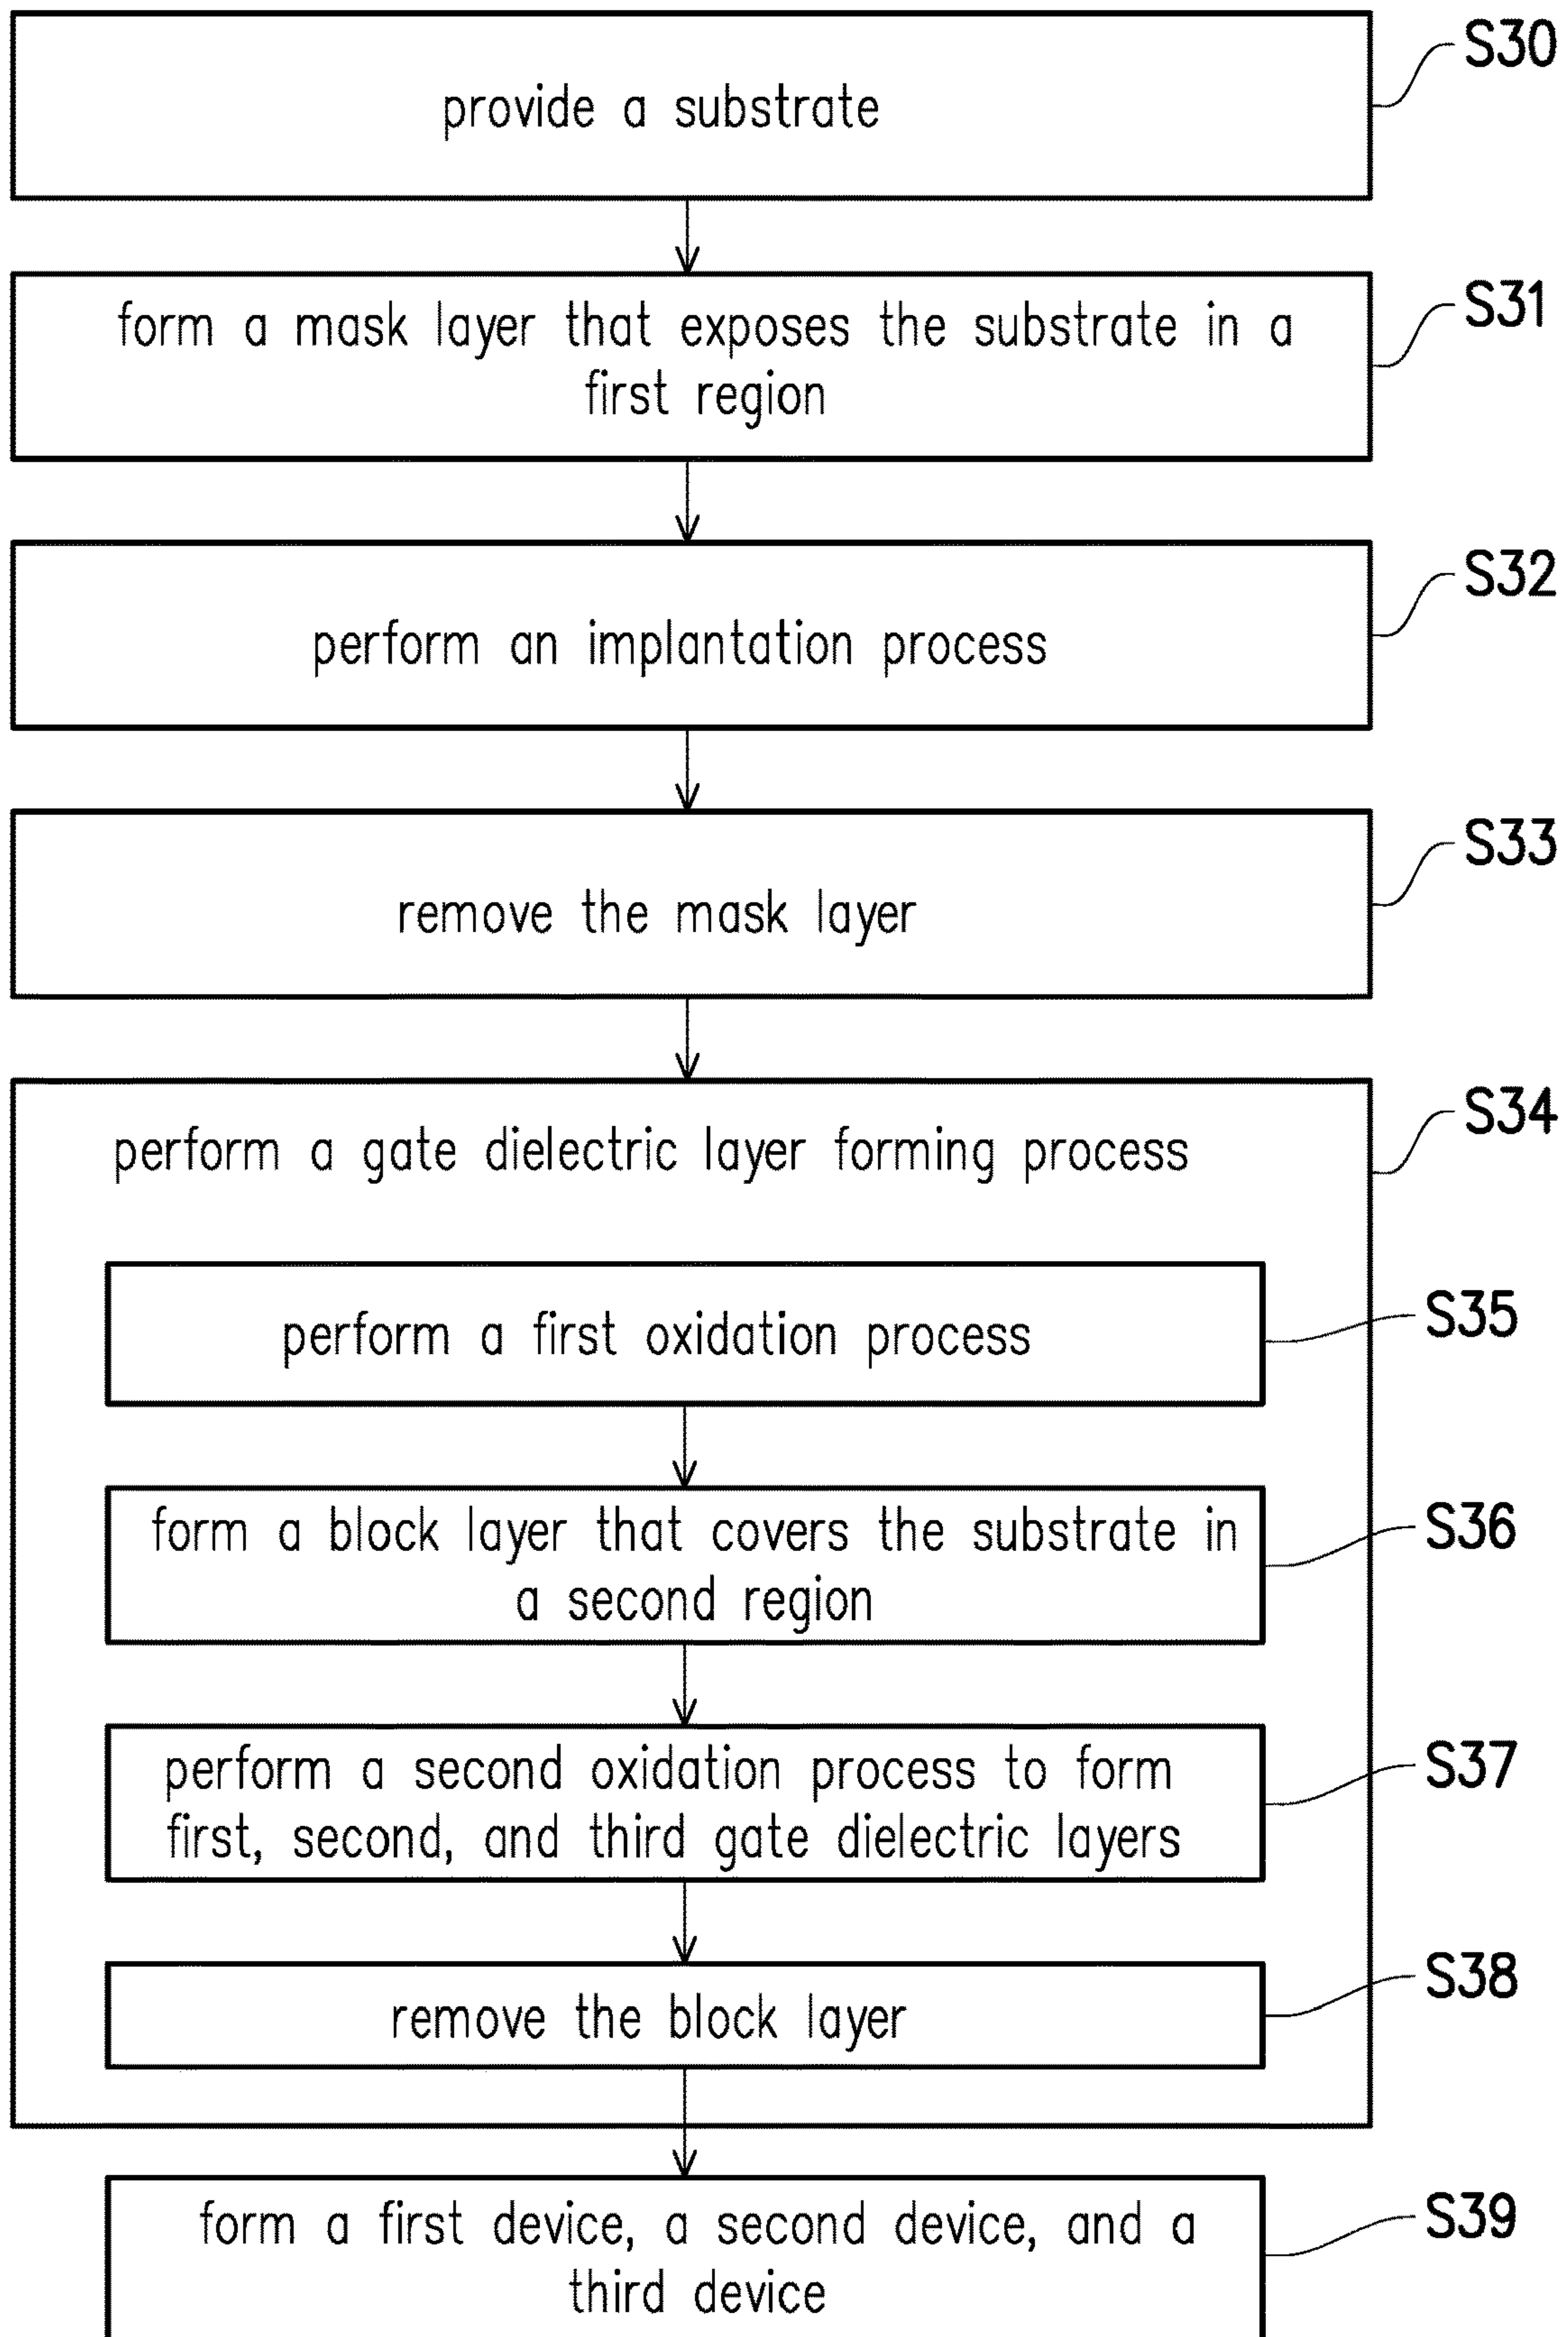 S30
provide a substrate
S31
form a mask layer that exposes the substrate in a
first region
S32
perform an implantation process
S33
remove the mask layer
S34
perform a gate dielectric layer forming process
S35
perform a first oxidation process
S36
form a block layer that covers the substrate in
a second region
S37
perform a second oxidation process to form
first, second, and third gate dielectric layers
S38
remove the block layer
S39
form a first device, a second device, and a
third device